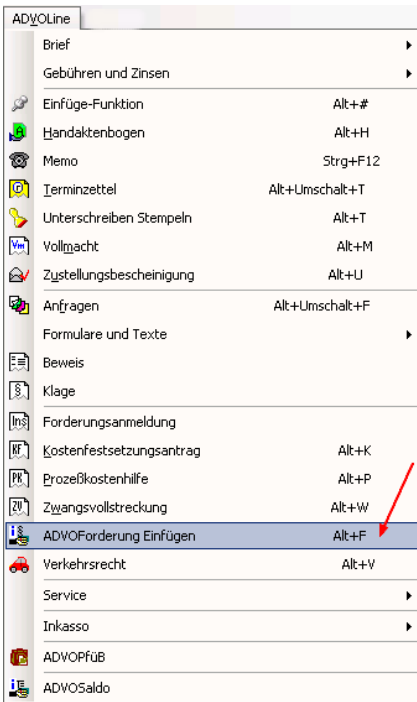 ADVOLine
Brief
Gebühren und Zinsen
Einfüge-Funktion Alt+#
Handaktenbogen Alt+H
Memo Strg+F12
Terminzettel Alt+Umschalt+T
Unterschreiben Stempeln Alt+T
Vollmacht Alt+M
Zustellungsbescheinigung Alt+U
Anfragen Alt+Umschalt+F
Formulare und Texte
Beweis
Klage
Forderungsanmeldung
Kostenfestsetzungsantrag Alt+K
Prozeßkostenhilfe Alt+P
Zwangsvollstreckung Alt+W
ADVOForderung Einfügen Alt+F
Verkehrsrecht Alt+V
Service
Inkasso
ADVOPfüB
ADVOSaldo